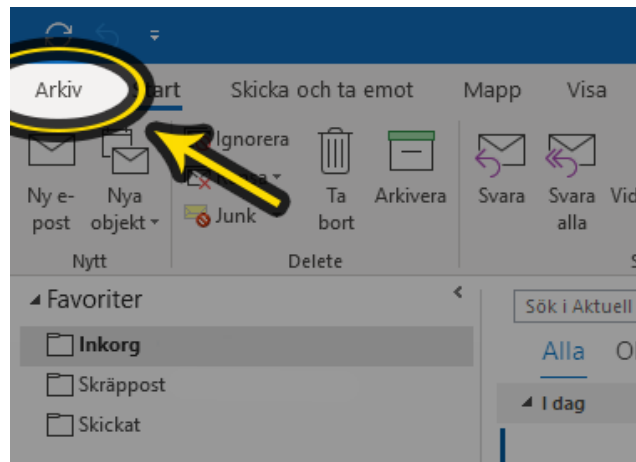 Arkiv Start Skicka och ta emot Mapp Visa
Ignorera
Ny e-post
Nya objekt
Junk
Ta bort
Arkivera
Svara
Svara alla
Nytt
Delete
Favoriter
Sök i Aktuell
Inkorg
Alla
Skräppost
I dag
Skickat